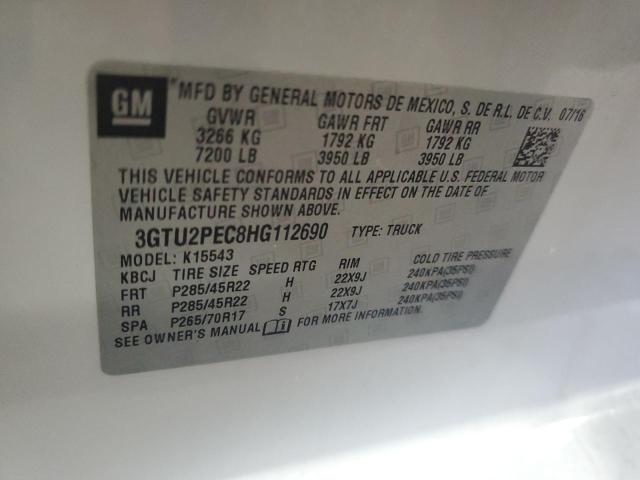 GM
*MFD BY GENERAL MOTORS DE MEXICO, S. DE R.L. DE C.V. 07/16
GVWR GAWR FRT GAWR RR
3266 KG 1792 KG 1792 KG
7200 LB 3950 LB 3950 LB
THIS VEHICLE CONFORMS TO ALL APPLICABLE U.S. FEDERAL MOTOR
VEHICLE SAFETY STANDARDS IN EFFECT ON THE DATE OF
MANUFACTURE SHOWN ABOVE.
3GTU2PEC8HG112690 TYPE: TRUCK
MODEL: K15543
KBCJ TIRE SIZE SPEED RTG RIM COLD TIRE PRESSURE
FRT P285/45R22 H 22X9J 240KPA(35PSI)
RR P285/45R22 H 22X9J 240KPA(35PSI)
SPA P265/70R17 S 17X7J 240KPA(35PSI)
SEE OWNER'S MANUAL FOR MORE INFORMATION.